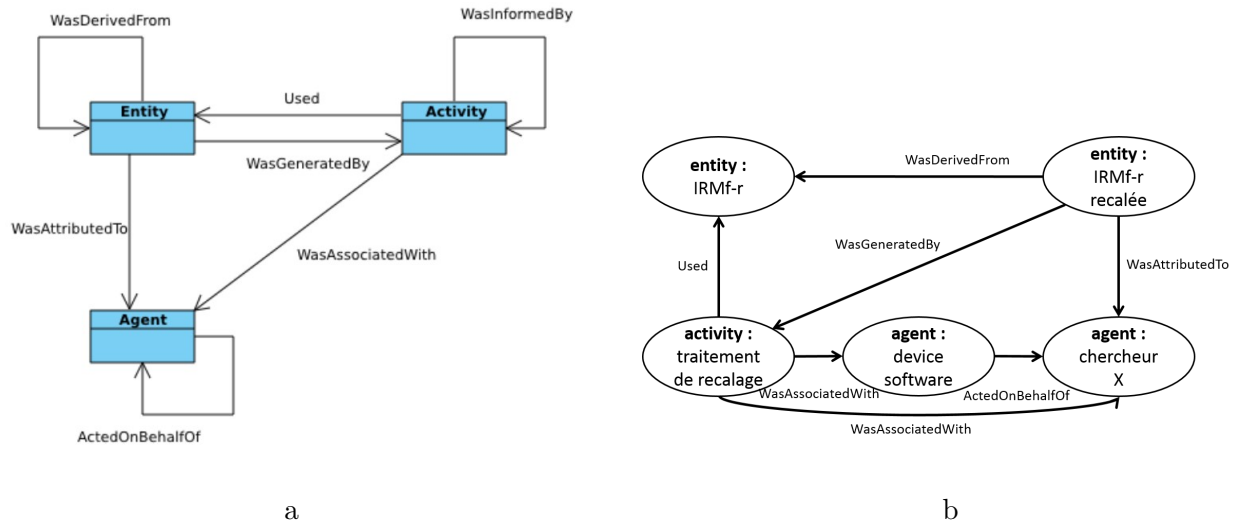 WasDerivedFrom
WasInformedBy
Entity
Used
Activity
WasGeneratedBy
WasAttributedTo
WasAssociatedWith
Agent
ActedOnBehalfOf
a
entity :
IRMf-r
WasDerivedFrom
entity :
IRMf-r
recalée
WasGeneratedBy
Used
WasAttributedTo
activity :
traitement
de recalage
agent :
device
software
agent :
chercheur
X
WasAssociatedWith
ActedOnBehalfOf
WasAssociatedWith
b